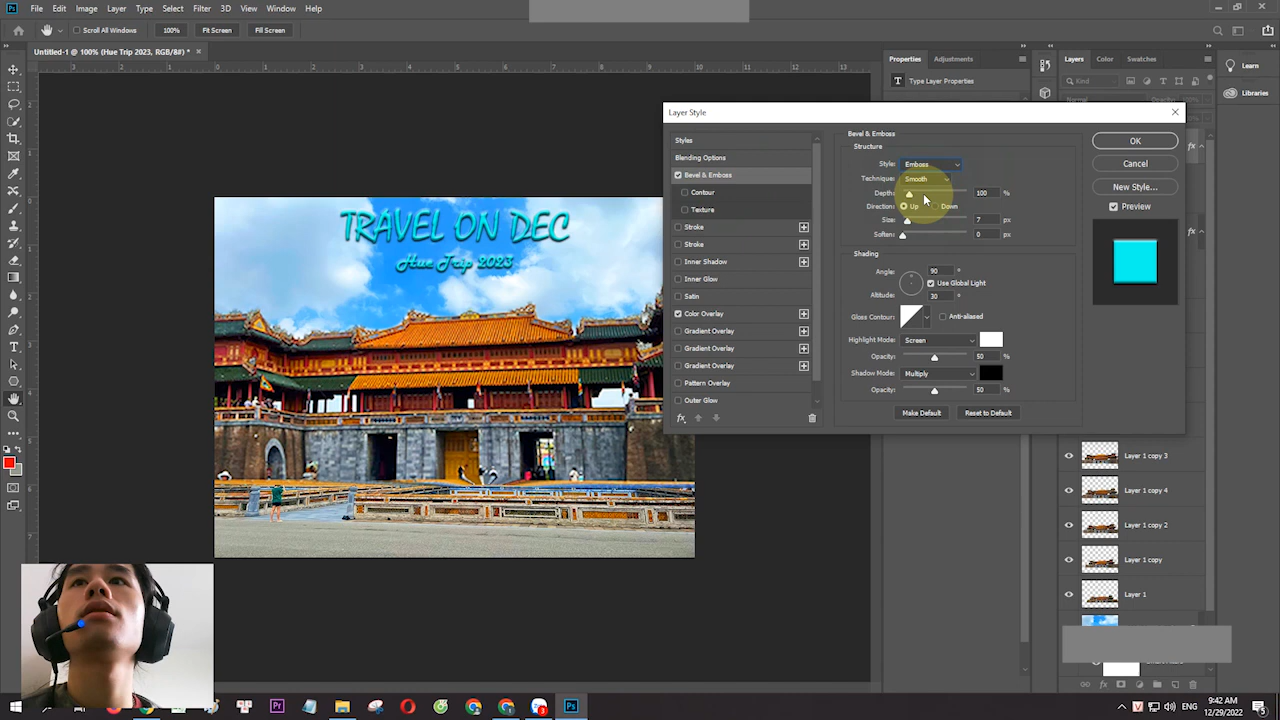 Ps File Edit Image Layer Type Select Filter 3D View Window Help
Scroll All Windows 100% Fit Screen Fill Screen
Untitled-1 @ 100% (Hue Trip 2023, RGB/8#) *
Properties Adjustments
Layers Color Swatches
Learn
Libraries
Type Layer Properties
Kind
Normal
Layer Style
Styles
Blending Options
Bevel & Emboss
Contour
Texture
Stroke
Stroke
Inner Shadow
Inner Glow
Satin
Color Overlay
Gradient Overlay
Gradient Overlay
Gradient Overlay
Pattern Overlay
Outer Glow
fx
Bevel & Emboss
Structure
Style: Emboss
Technique: Smooth
Depth: 100 %
Direction: Up Down
Size: 7 px
Soften: 0 px
Shading
Angle: 90 °
Use Global Light
Altitude: 30 °
Gloss Contour: Anti-aliased
Highlight Mode: Screen
Opacity: 50 %
Shadow Mode: Multiply
Opacity: 50 %
Make Default Reset to Default
OK
Cancel
New Style...
Preview
TRAVEL ON DEC
Hue Trip 2023
Layer 1 copy 3
Layer 1 copy 4
Layer 1 copy 2
Layer 1 copy
Layer 1
ENG
9:42 AM
12/29/2022